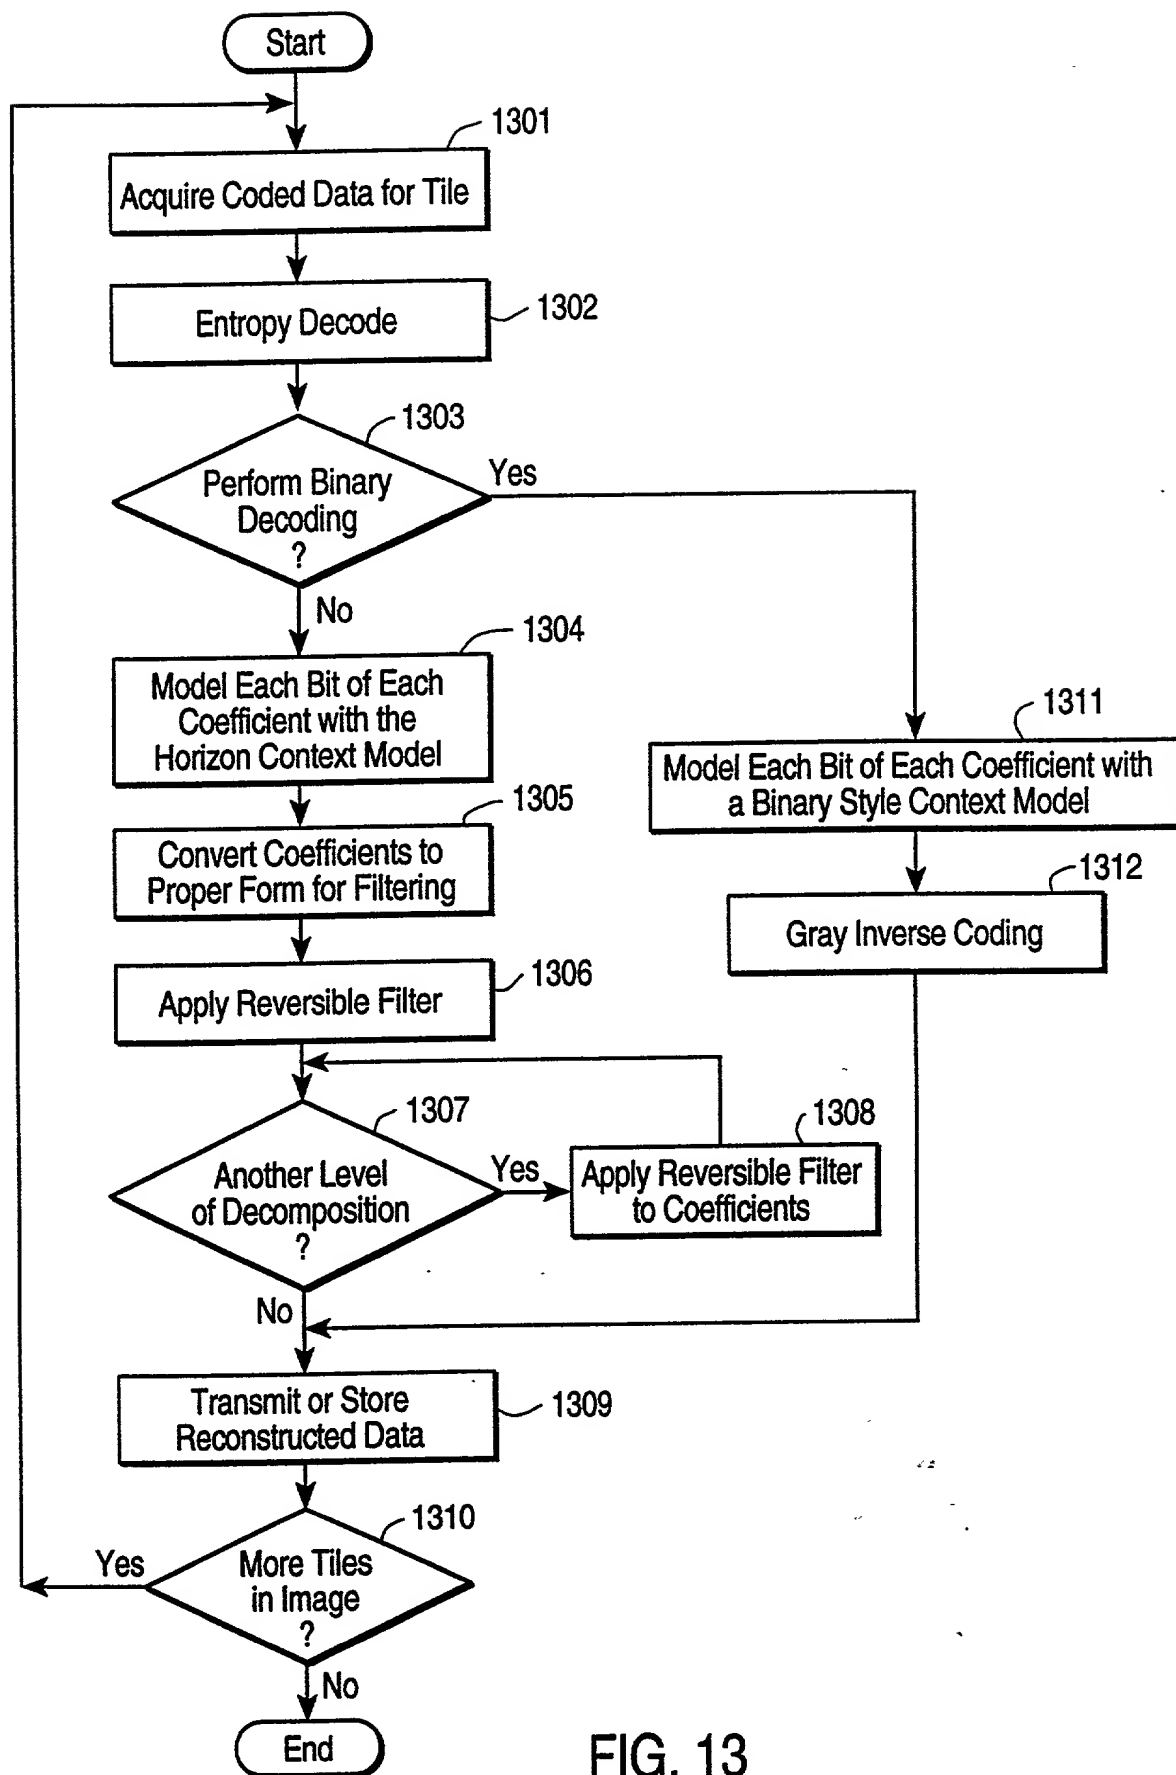 Start
1301
Acquire Coded Data for Tile
Entropy Decode
1302
1303
Perform Binary
Decoding
?
Yes
No
1304
Model Each Bit of Each
Coefficient with the
Horizon Context Model
1311
Model Each Bit of Each Coefficient with
a Binary Style Context Model
1305
Convert Coefficients to
Proper Form for Filtering
1312
Gray Inverse Coding
1306
Apply Reversible Filter
1307
Another Level
of Decomposition
?
Yes
1308
Apply Reversible Filter
to Coefficients
No
Transmit or Store
Reconstructed Data
1309
1310
More Tiles
in Image
?
Yes
No
End
FIG. 13